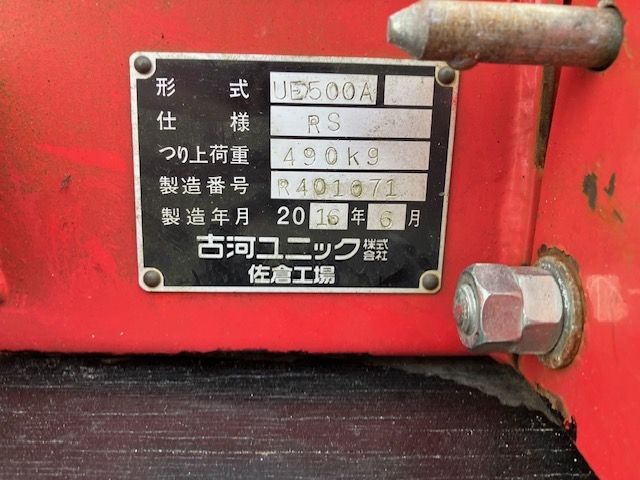 形式 UE500A
仕様 RS
つり上荷重 490kg
製造番号 R401071
製造年月 2016年6月
古河ユニック株式会社
佐倉工場